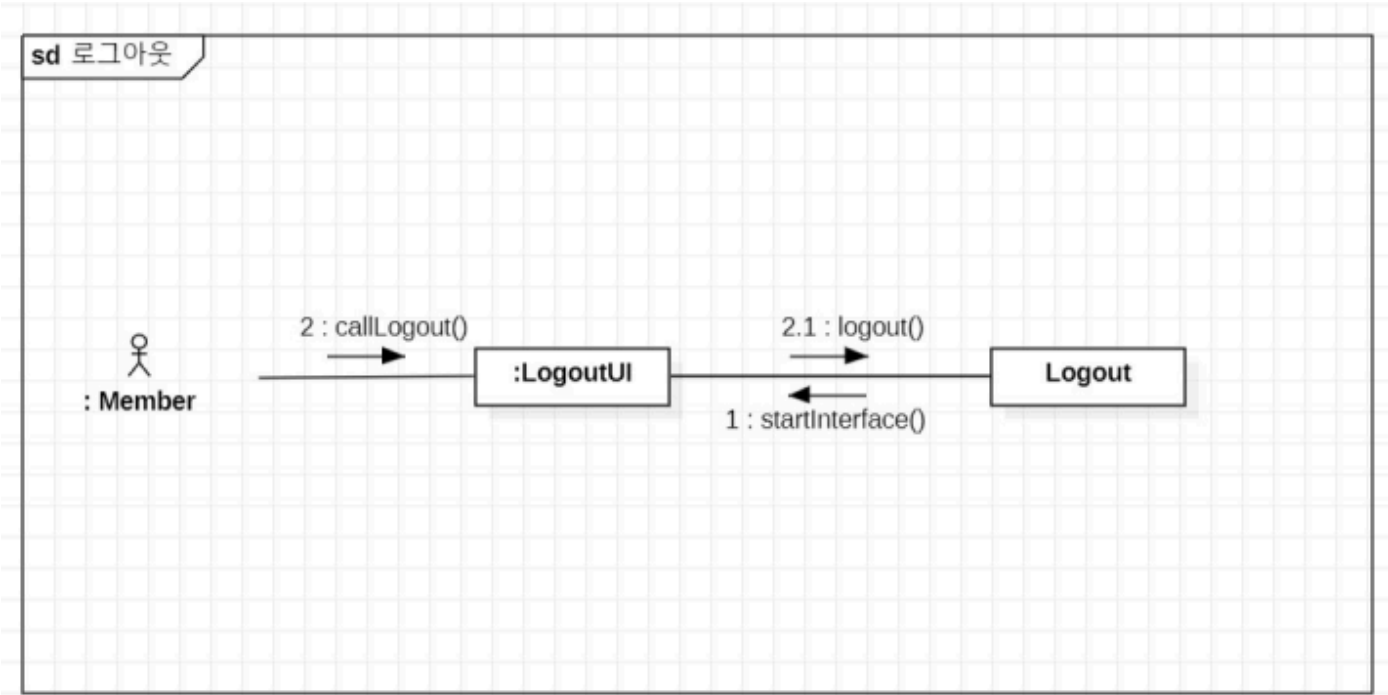 sd 로그아웃
2 : callLogout()
2.1 : logout()
:LogoutUI
Logout
: Member
1 : startInterface()